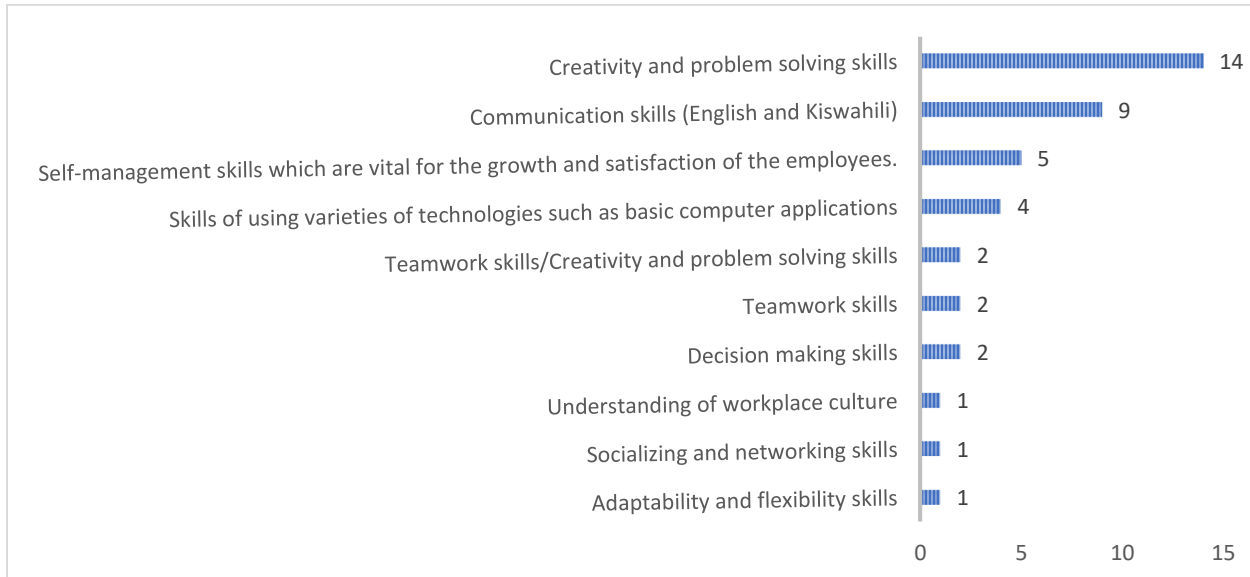 Creativity and problem solving skills 14
Communication skills (English and Kiswahili) 9
Self-management skills which are vital for the growth and satisfaction of the employees. 5
Skills of using varieties of technologies such as basic computer applications 4
Teamwork skills/Creativity and problem solving skills 2
Teamwork skills 2
Decision making skills 2
Understanding of workplace culture 1
Socializing and networking skills 1
Adaptability and flexibility skills 1
0 5 10 15